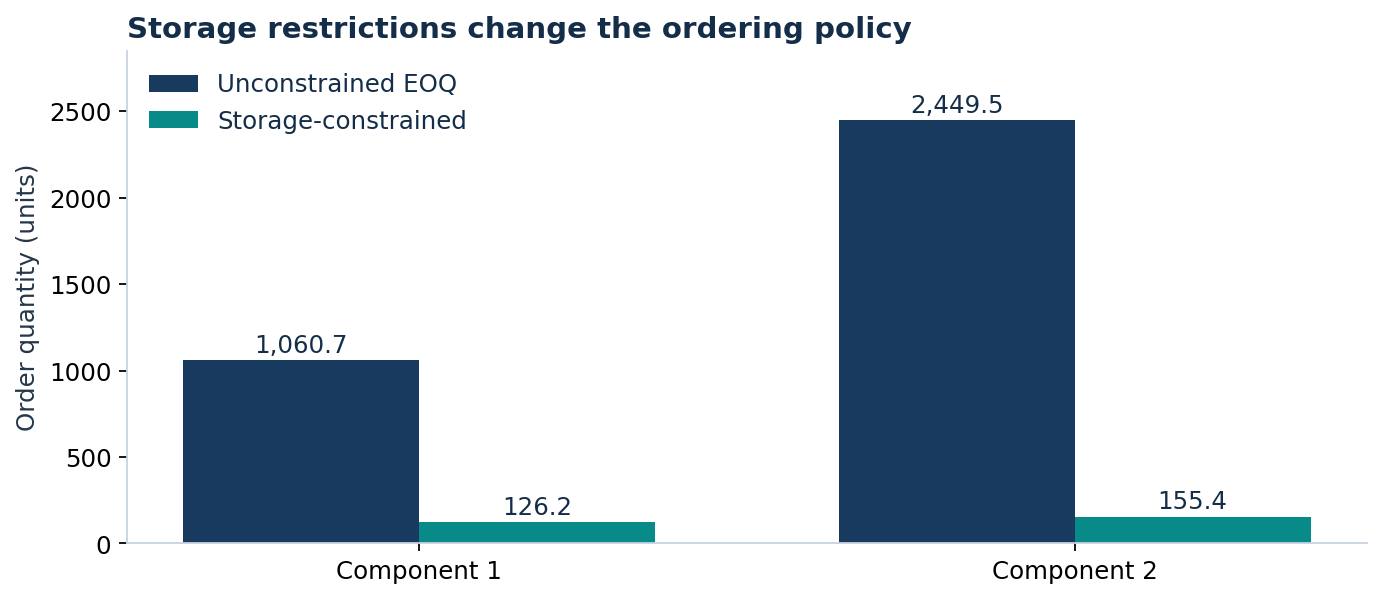 Storage restrictions change the ordering policy
Unconstrained EOQ
Storage-constrained
Order quantity (units)
2500
2000
1500
1000
500
0
1,060.7
126.2
2,449.5
155.4
Component 1
Component 2